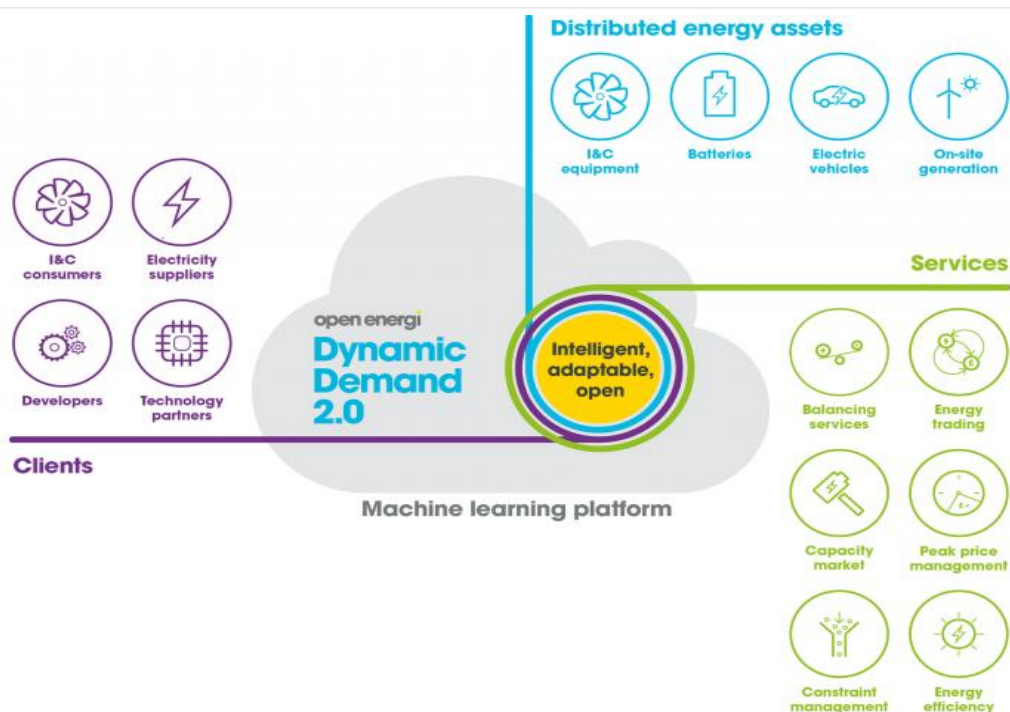 Distributed energy assets
I&C
equipment
Batteries
Electric
vehicles
On-site
generation
I&C
consumers
Electricity
suppliers
Developers
Technology
partners
Clients
open energi
Dynamic
Demand
2.0
Intelligent,
adaptable,
open
Machine learning platform
Services
Balancing
services
Energy
trading
Capacity
market
Peak price
management
Constraint
management
Energy
efficiency